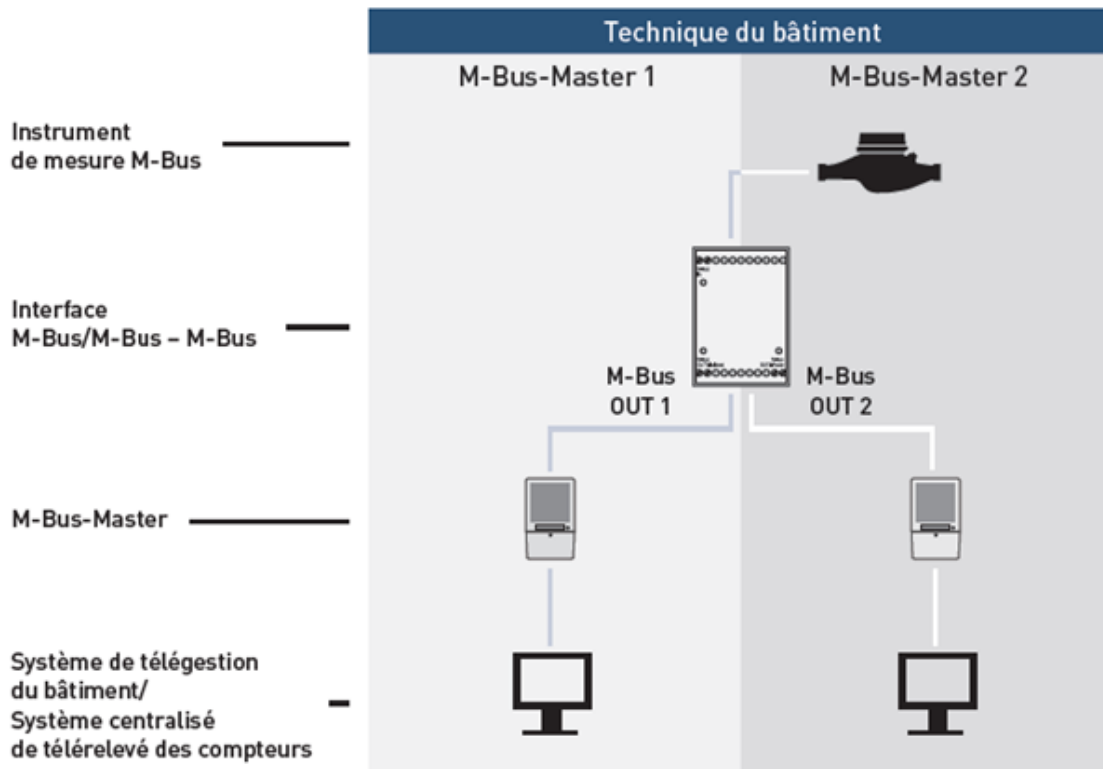 Technique du bâtiment
M-Bus-Master 1
M-Bus-Master 2
Instrument
de mesure M-Bus
Interface
M-Bus/M-Bus – M-Bus
M-Bus
OUT 1
M-Bus
OUT 2
M-Bus-Master
Système de télégestion
du bâtiment/
Système centralisé
de télérelevé des compteurs